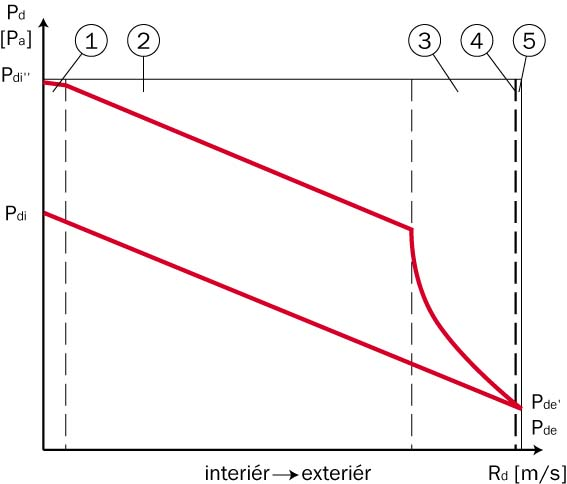 Pd
[Pa]
1
2
3
4
5
Pdi''
Pdi
Pde'
Pde
interiér→exteriér
Rd [m/s]